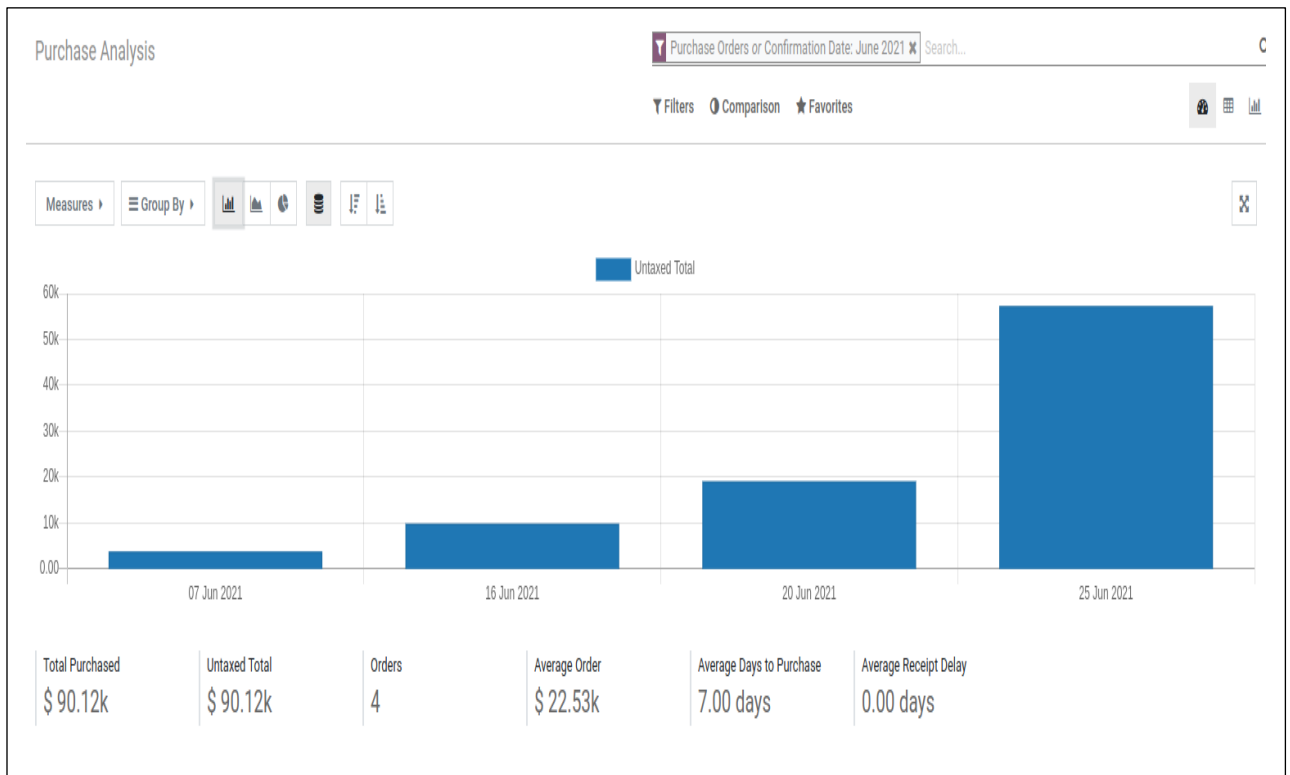 Purchase Analysis
Purchase Orders or Confirmation Date: June 2021 ✖ Search...
Filters Comparison Favorites
Measures Group By
Untaxed Total
60k
50k
40k
30k
20k
10k
0.00
07 Jun 2021 16 Jun 2021 20 Jun 2021 25 Jun 2021
Total Purchased Untaxed Total Orders Average Order Average Days to Purchase Average Receipt Delay
$ 90.12k $ 90.12k 4 $ 22.53k 7.00 days 0.00 days